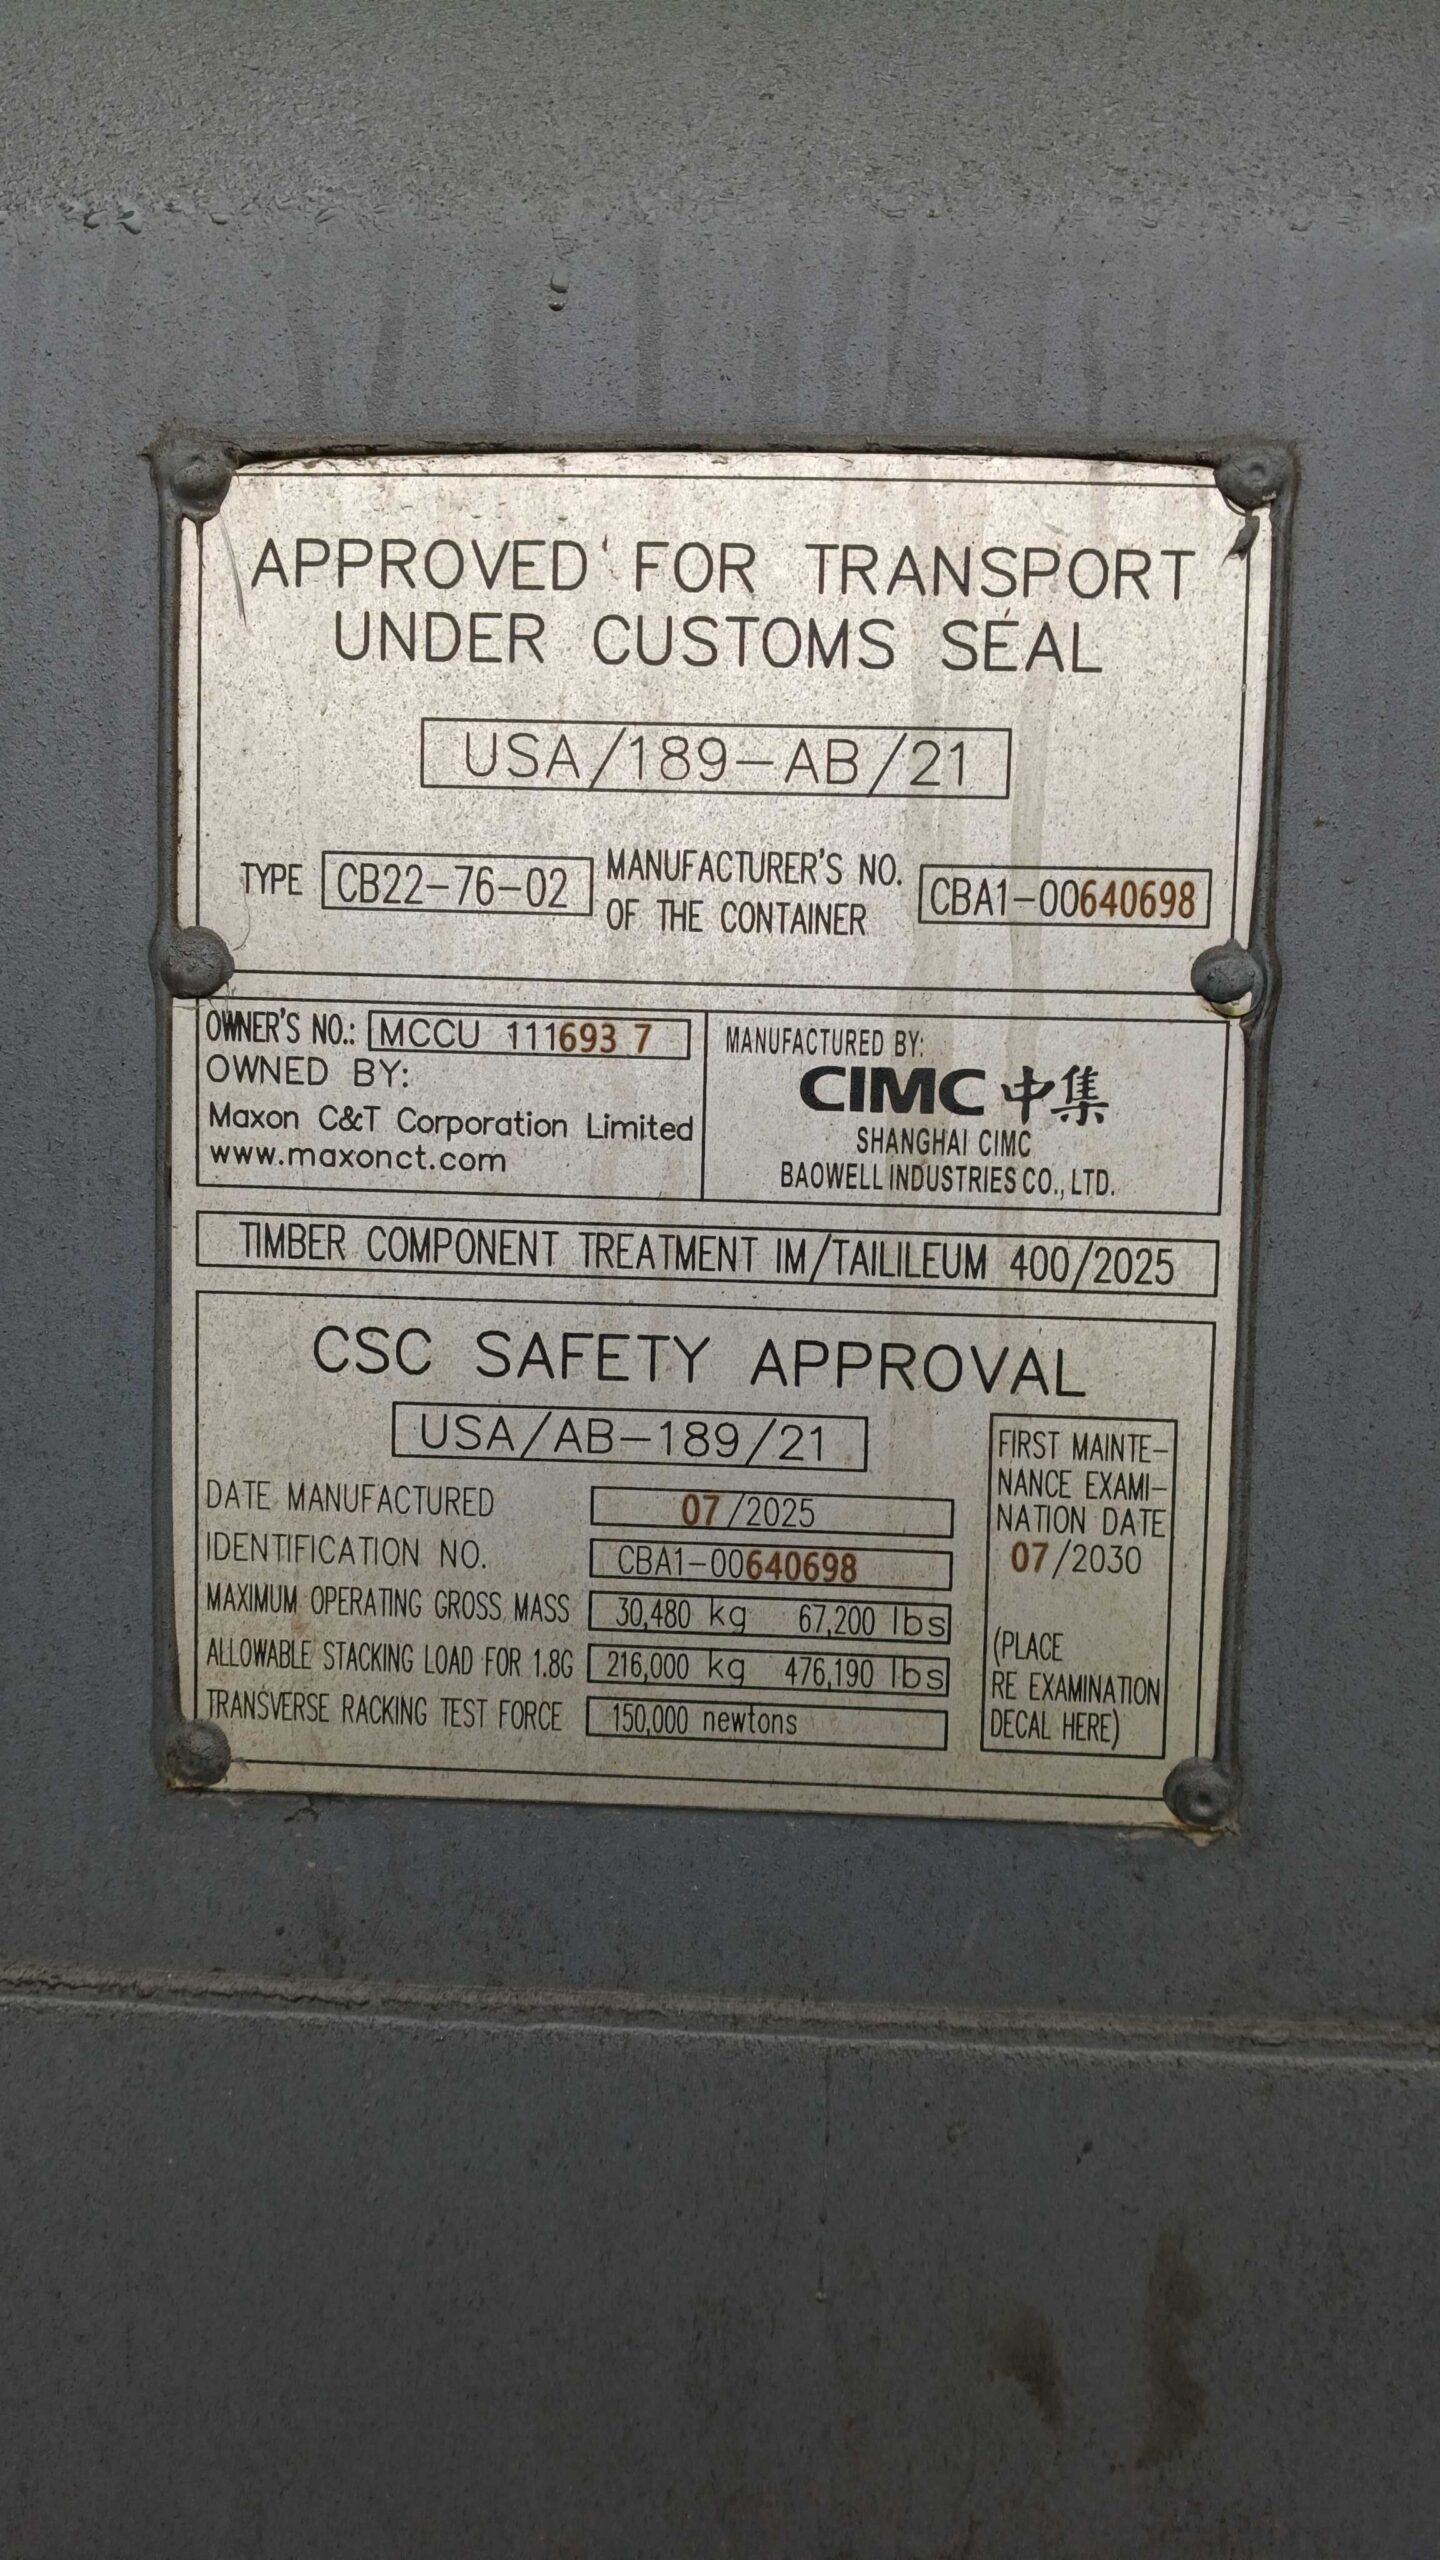 APPROVED FOR TRANSPORT
UNDER CUSTOMS SEAL
USA/189-AB/21
TYPE CB22-76-02 MANUFACTURER'S NO. OF THE CONTAINER CBA1-00640698
OWNER'S NO.: MCCU 111693 7
OWNED BY:
Maxon C&T Corporation Limited
www.maxonct.com
MANUFACTURED BY:
CIMC 中集
SHANGHAI CIMC
BAOWELL INDUSTRIES CO., LTD.
TIMBER COMPONENT TREATMENT IM/TAILILEUM 400/2025
CSC SAFETY APPROVAL
USA/AB-189/21
DATE MANUFACTURED 07/2025
IDENTIFICATION NO. CBA1-00640698
MAXIMUM OPERATING GROSS MASS 30,480 kg 67,200 lbs
ALLOWABLE STACKING LOAD FOR 1.8G 216,000 kg 476,190 lbs
TRANSVERSE RACKING TEST FORCE 150,000 newtons
FIRST MAINTE-
NANCE EXAMI-
NATION DATE
07/2030
(PLACE
RE EXAMINATION
DECAL HERE)